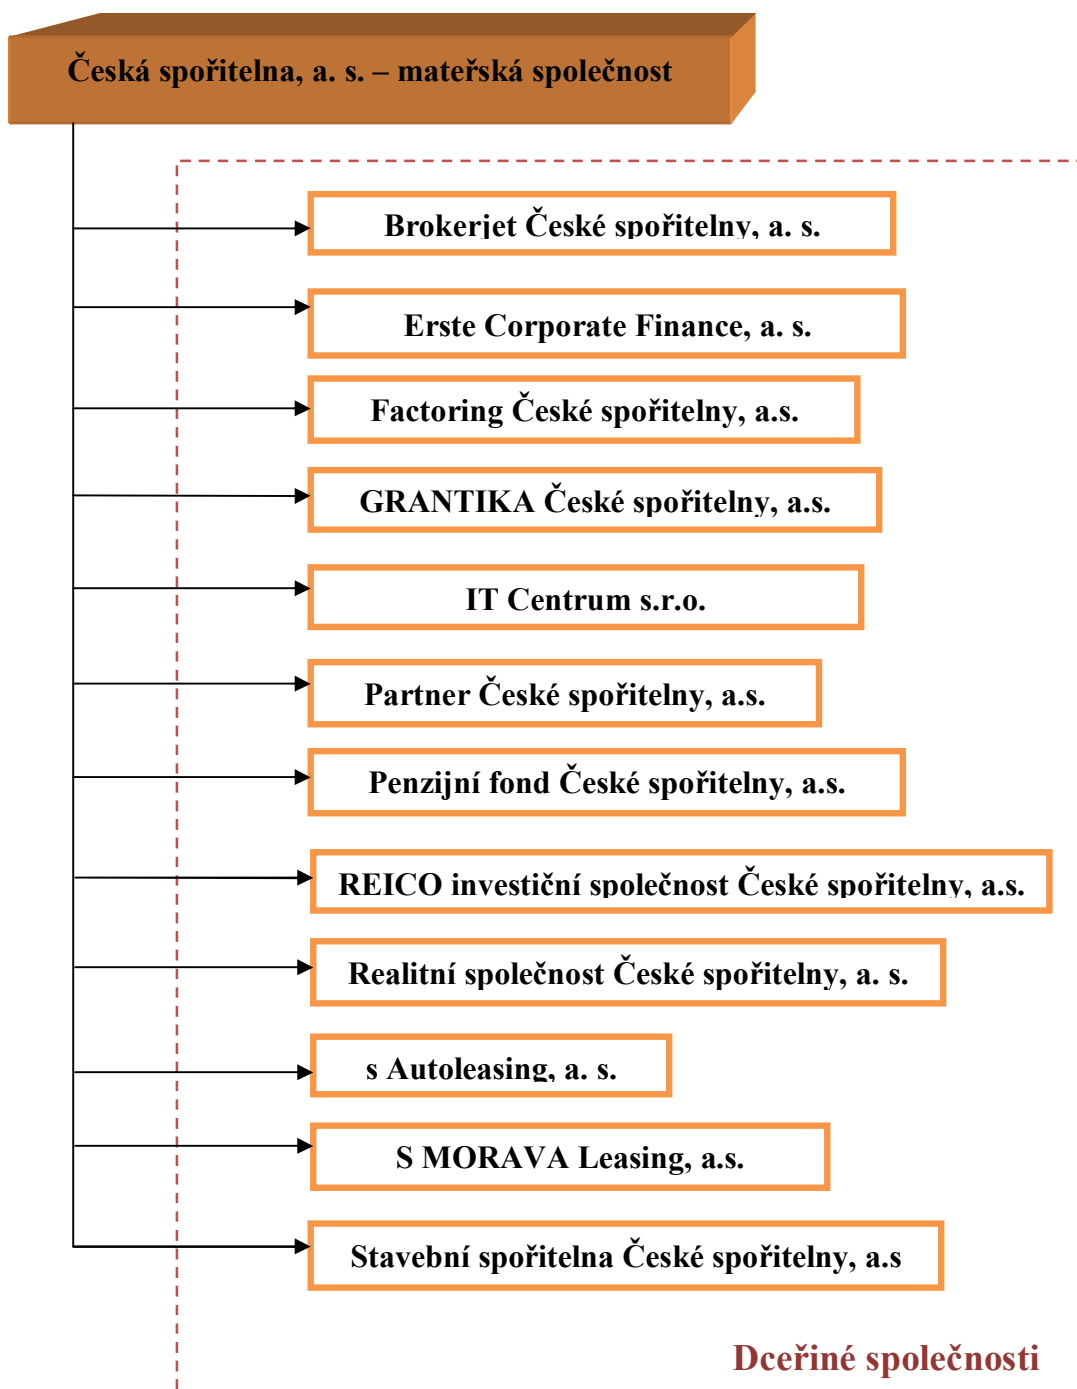 Česká spořitelna, a. s. – mateřská společnost
Brokerjet České spořitelny, a. s.
Erste Corporate Finance, a. s.
Factoring České spořitelny, a.s.
GRANTIKA České spořitelny, a.s.
IT Centrum s.r.o.
Partner České spořitelny, a.s.
Penzijní fond České spořitelny, a.s.
REICO investiční společnost České spořitelny, a.s.
Realitní společnost České spořitelny, a. s.
s Autoleasing, a. s.
S MORAVA Leasing, a.s.
Stavební spořitelna České spořitelny, a.s
Dceřiné společnosti